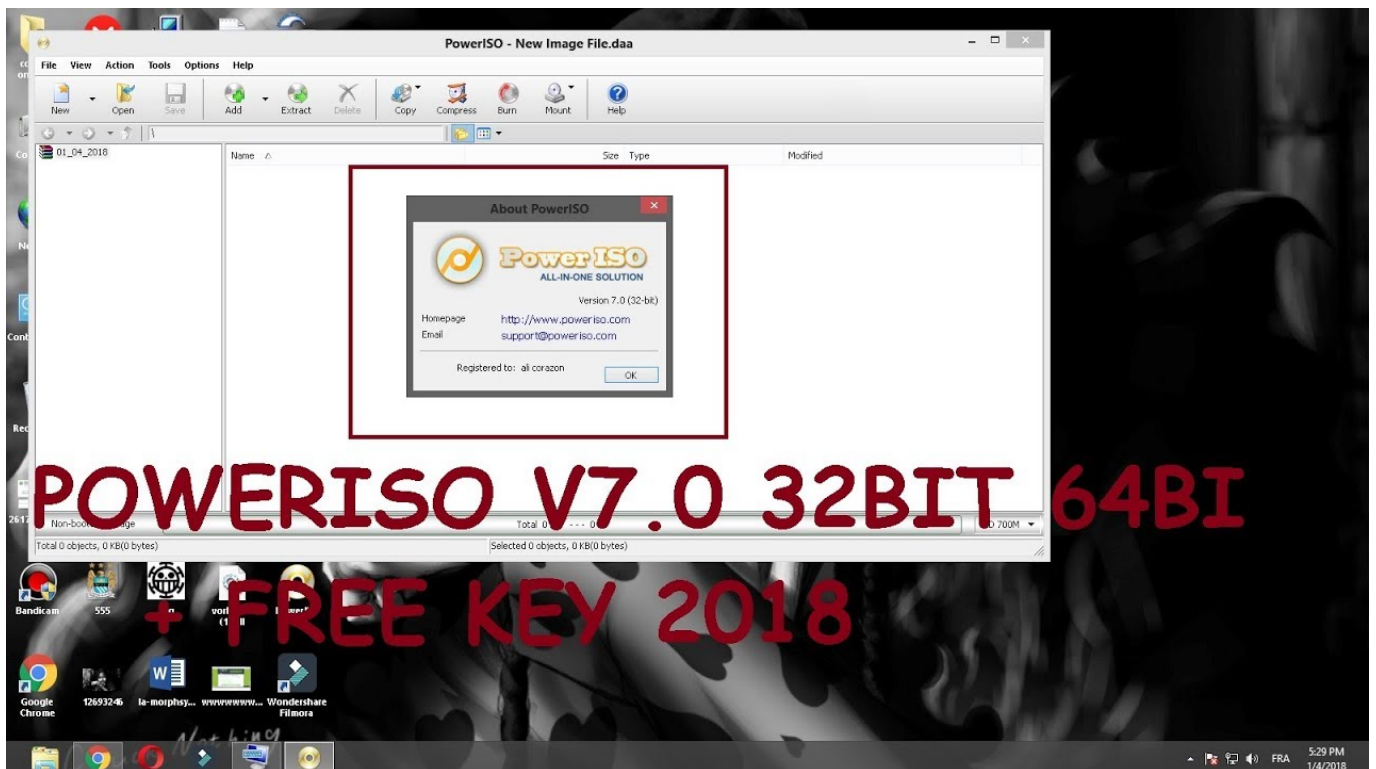 PowerISO - New Image File.daa
File View Action Tools Options Help
New Open Save Add Extract Delete Copy Compress Burn Mount Help
\
01_04_2018
Name Size Type Modified
About PowerISO
PowerISO
ALL-IN-ONE SOLUTION
Version 7.0 (32-bit)
Homepage http://www.poweriso.com
Email support@poweriso.com
Registered to: ali corazon
OK
POWERISO V7.0 32BIT 64BI
Total 0 objects, 0 KB(0 bytes)
Selected 0 objects, 0 KB(0 bytes)
+ FREE KEY 2018
Bandicam 555
Google Chrome 12693246 la-morphsy... wwwwwwww... Wondershare Filmora
Nothing
FRA 5:29 PM
1/4/2018